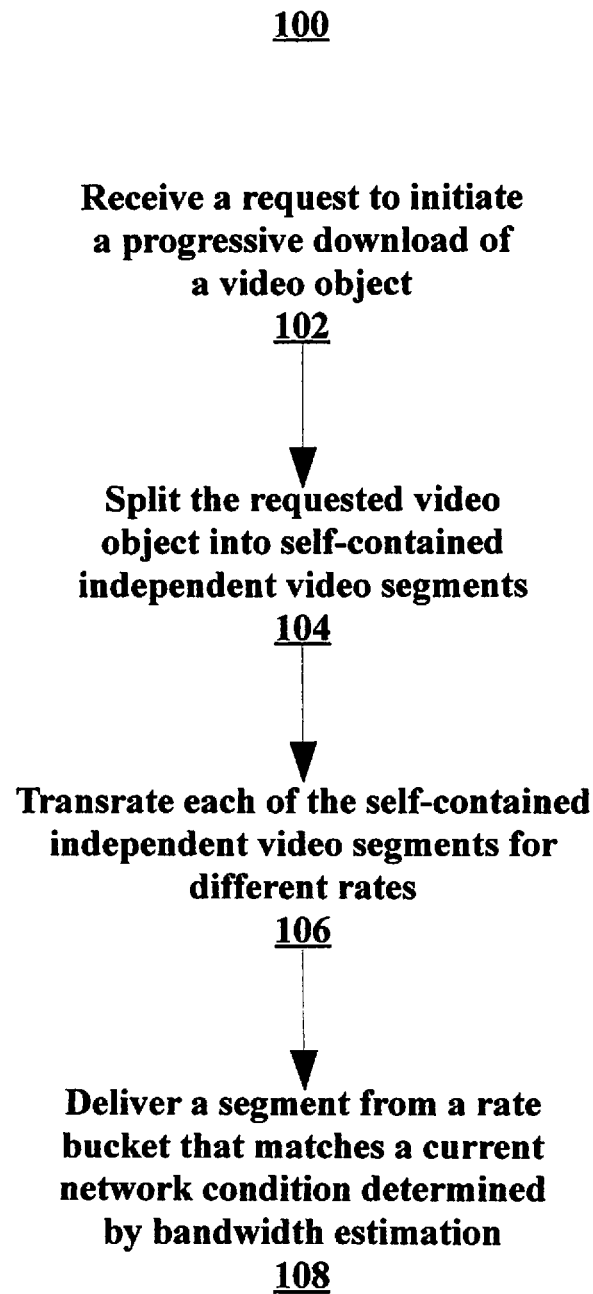 100
Receive a request to initiate
a progressive download of
a video object
102
Split the requested video
object into self-contained
independent video segments
104
Transrate each of the self-contained
independent video segments for
different rates
106
Deliver a segment from a rate
bucket that matches a current
network condition determined
by bandwidth estimation
108